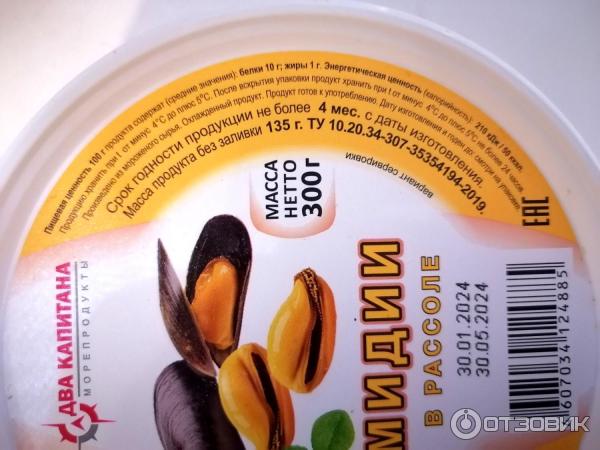 Пищевая ценность 100 г продукта содержат (средние значения): белки 10 г; жиры 1 г. Энергетическая ценность (калорийность): 210 кДж / 50 ккал.
Продукцию хранить при t от минус 4°С до плюс 5°С. После вскрытия упаковки продукт хранить при t от минус 4°С до плюс 5°С не более 24 часов.
Произведено из мороженого сырья. Охлажденный продукт. Продукт готов к употреблению. Дату изготовления и годен до: смотри на упаковке.
Срок годности продукции не более 4 мес. с даты изготовления.
Масса продукта без заливки 135 г. ТУ 10.20.34-307-35354194-2019.
вариант сервировки
МАССА
НЕТТО
300 г
ЕАС
ДВА КАПИТАНА
МОРЕПРОДУКТЫ
МИДИИ
В РАССОЛЕ
30.01.2024
30.05.2024
607034 124885
ОТЗОВИК